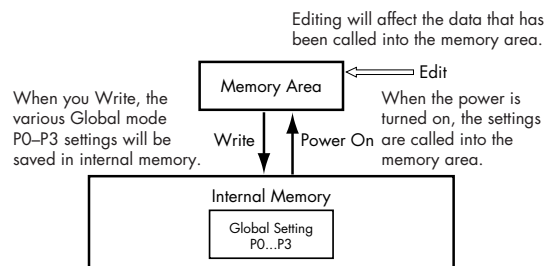 Editing will affect the data that has
been called into the memory area.
Edit
Memory Area
When you Write, the
various Global mode
P0–P3 settings will be
saved in internal memory.
Write
Power On
When the power is
turned on, the settings
are called into the
memory area.
Internal Memory
Global Setting
P0...P3